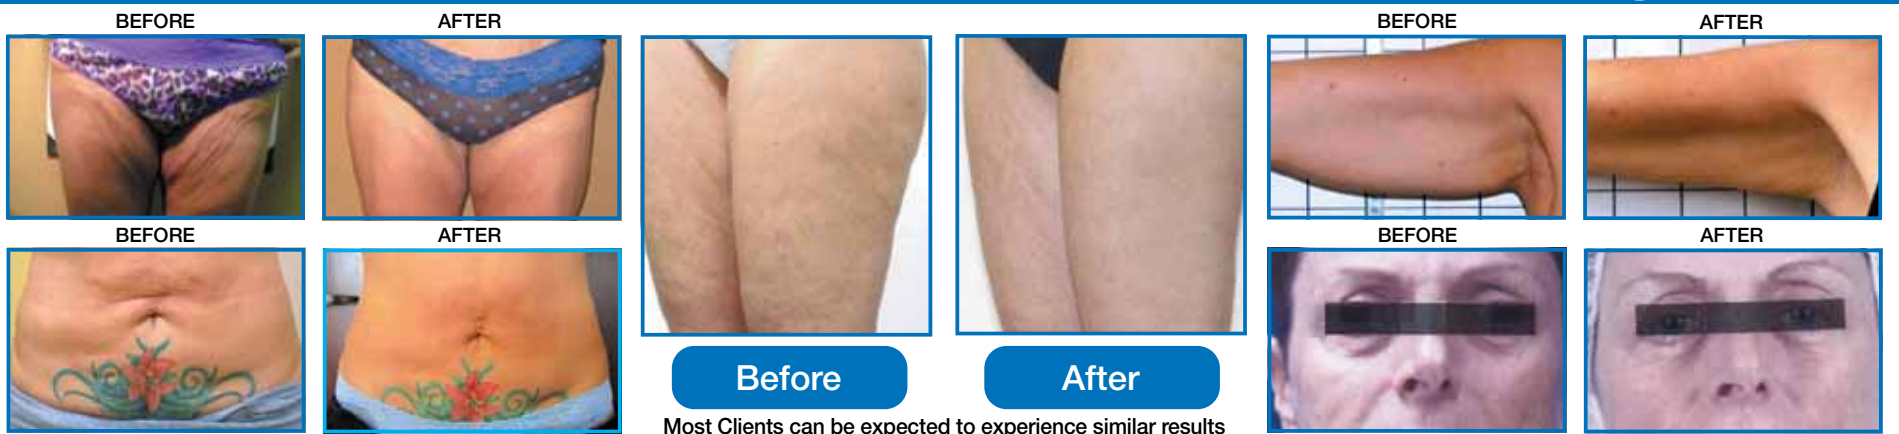 BEFORE
AFTER
BEFORE
AFTER
BEFORE
AFTER
BEFORE
AFTER
Before
After
Most Clients can be expected to experience similar results